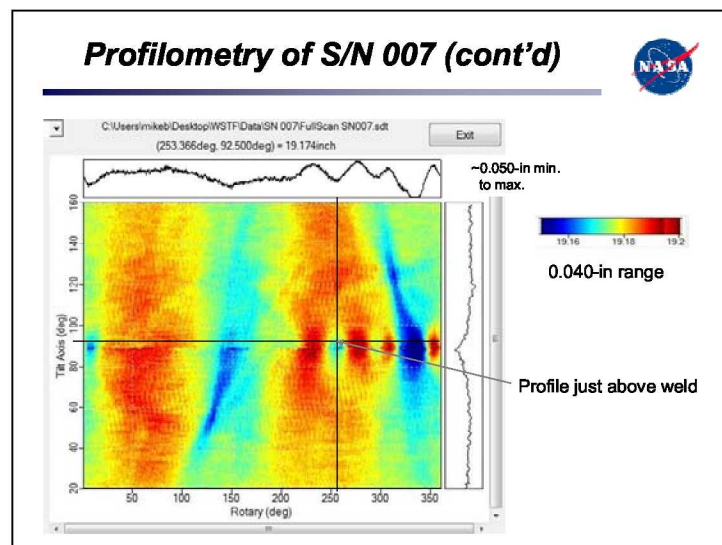 Profilometry of S/N 007 (cont'd)
NASA
C:\Users\mikeb\Desktop\WSTF\Data\SN 007\FullScan SN007.sdt
Exit
(253.366deg, 92.500deg) = 19.174inch
~0.050-in min.
to max.
160
140
120
100
80
60
40
20
Tilt Axis (deg)
50
100
150
200
250
300
350
Rotary (deg)
19.16
19.18
19.2
0.040-in range
Profile just above weld